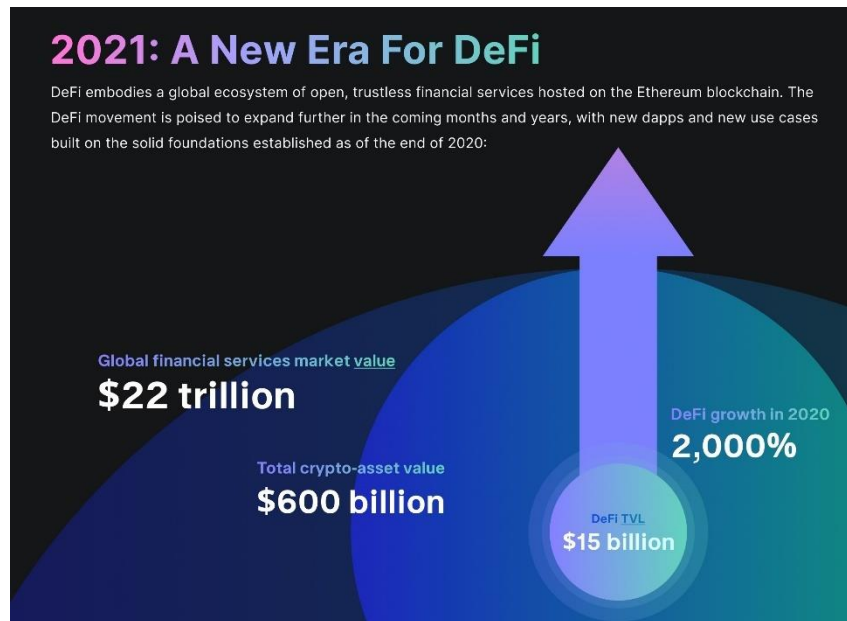 2021: A New Era For DeFi
DeFi embodies a global ecosystem of open, trustless financial services hosted on the Ethereum blockchain. The
DeFi movement is poised to expand further in the coming months and years, with new dapps and new use cases
built on the solid foundations established as of the end of 2020:
Global financial services market value
$22 trillion
DeFi growth in 2020
2,000%
Total crypto-asset value
$600 billion
DeFi TVL
$15 billion